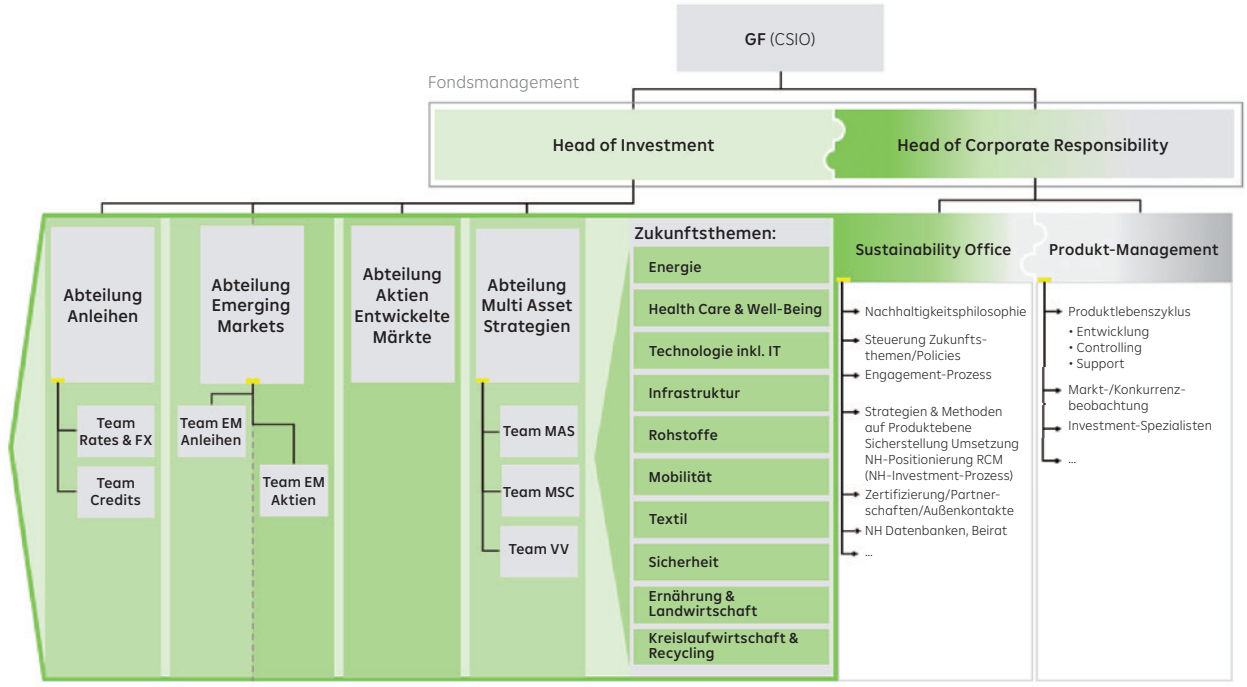 GF (CSIO)
Fondsmanagement
Head of Investment
Head of Corporate Responsibility
Abteilung
Anleihen
Team
Rates & FX
Team
Credits
Abteilung
Emerging
Markets
Team EM
Anleihen
Team EM
Aktien
Abteilung
Aktien
Entwickelte
Märkte
Abteilung
Multi Asset
Strategien
Team MAS
Team MSC
Team VV
Zukunftsthemen:
Energie
Health Care & Well-Being
Technologie inkl. IT
Infrastruktur
Rohstoffe
Mobilität
Textil
Sicherheit
Ernährung &
Landwirtschaft
Kreislaufwirtschaft &
Recycling
Sustainability Office
Nachhaltigkeitsphilosophie
Steuerung Zukunfts-
themen/Policies
Engagement-Prozess
Strategien & Methoden
auf Produktebene
Sicherstellung Umsetzung
NH-Positionierung RCM
(NH-Investment-Prozess)
Zertifizierung/Partner-
schaften/Außenkontakte
NH Datenbanken, Beirat
...
Produkt-Management
Produktlebenszyklus
• Entwicklung
• Controlling
• Support
Markt-/Konkurrenz-
beobachtung
Investment-Spezialisten
...